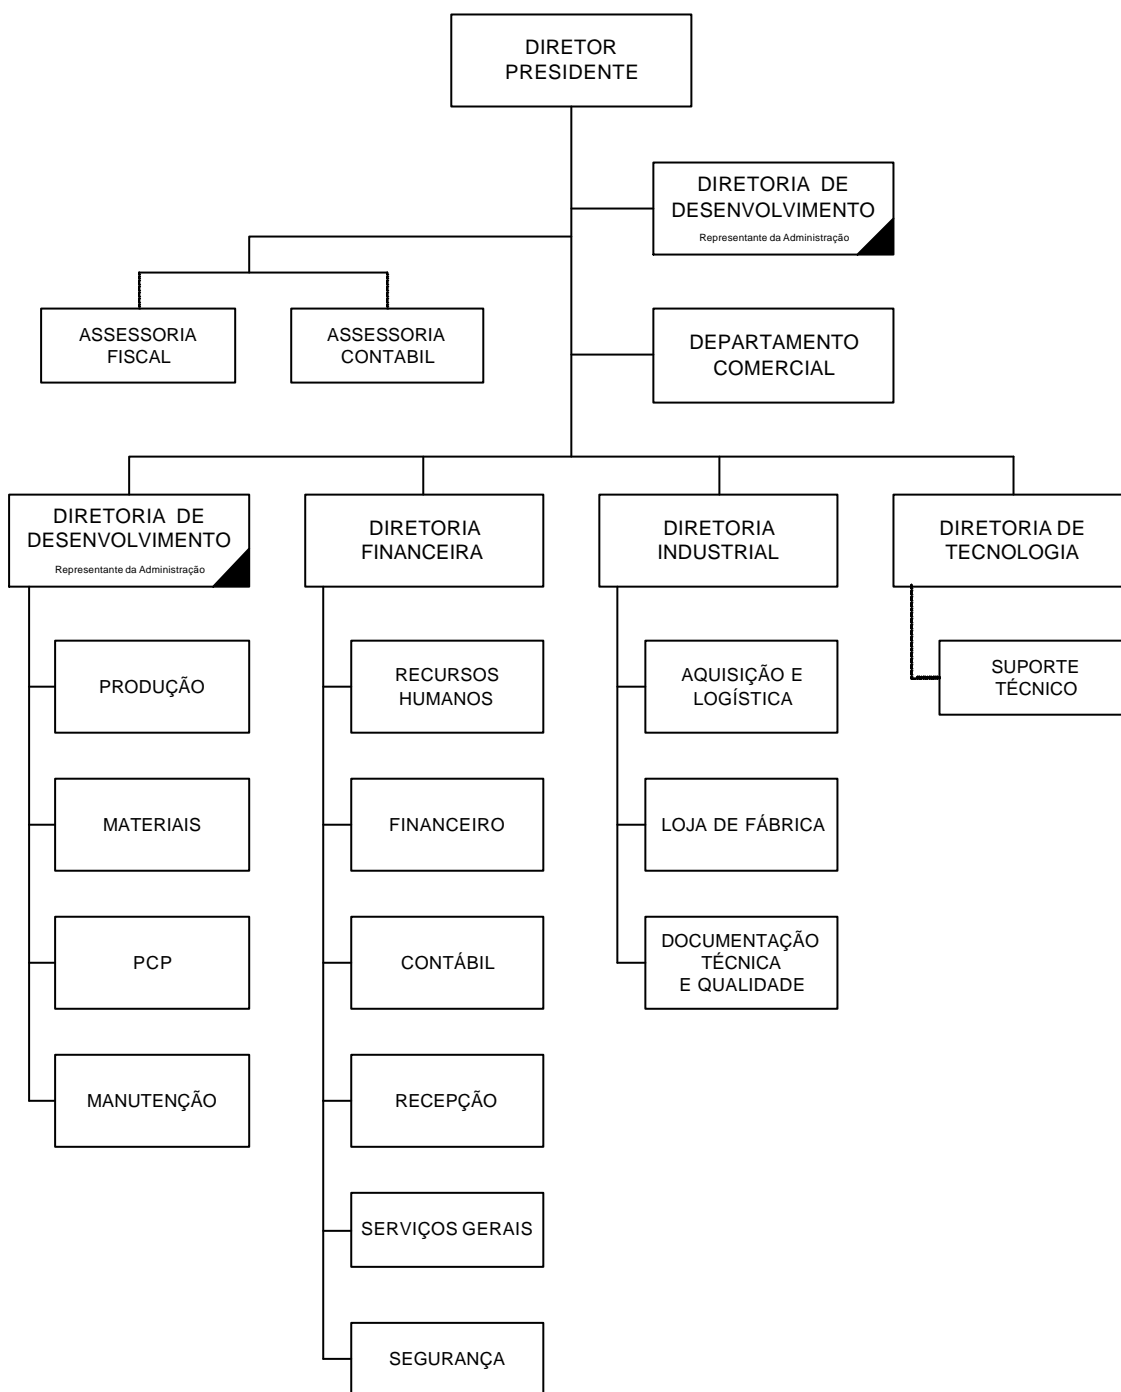 DIRETOR
PRESIDENTE
DIRETORIA DE
DESENVOLVIMENTO
Representante da Administração
ASSESSORIA
FISCAL
ASSESSORIA
CONTABIL
DEPARTAMENTO
COMERCIAL
DIRETORIA DE
DESENVOLVIMENTO
Representante da Administração
DIRETORIA
FINANCEIRA
DIRETORIA
INDUSTRIAL
DIRETORIA DE
TECNOLOGIA
PRODUÇÃO
MATERIAIS
PCP
MANUTENÇÃO
RECURSOS
HUMANOS
FINANCEIRO
CONTÁBIL
RECEPÇÃO
SERVIÇOS GERAIS
SEGURANÇA
AQUISIÇÃO E
LOGÍSTICA
LOJA DE FÁBRICA
DOCUMENTAÇÃO
TÉCNICA
E QUALIDADE
SUPORTE
TÉCNICO